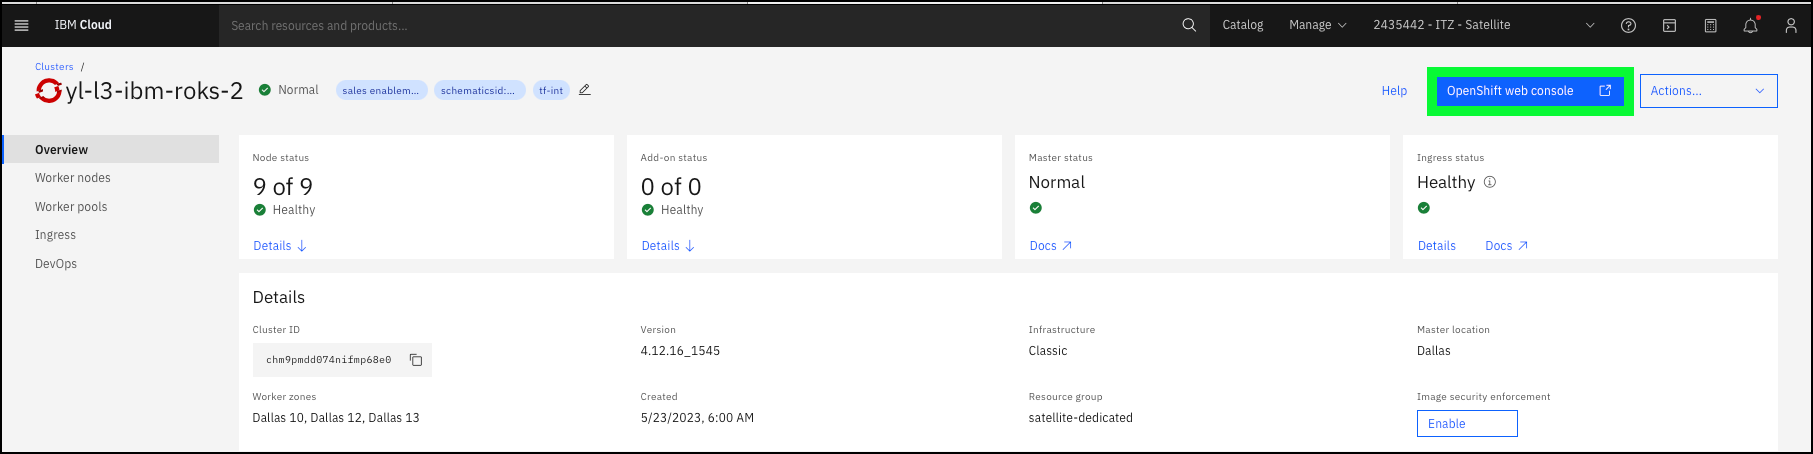 IBM Cloud
Search resources and products...
Catalog
Manage
2435442 - ITZ - Satellite
Clusters /
yl-l3-ibm-roks-2
Normal
sales enablem...
schematicsid:...
tf-int
Help
OpenShift web console
Actions...
Overview
Worker nodes
Worker pools
Ingress
DevOps
Node status
9 of 9
Healthy
Details
Add-on status
0 of 0
Healthy
Details
Master status
Normal
Docs
Ingress status
Healthy
Details
Docs
Details
Cluster ID
chm9pmdd074nifmp68e0
Version
4.12.16_1545
Infrastructure
Classic
Master location
Dallas
Worker zones
Dallas 10, Dallas 12, Dallas 13
Created
5/23/2023, 6:00 AM
Resource group
satellite-dedicated
Image security enforcement
Enable